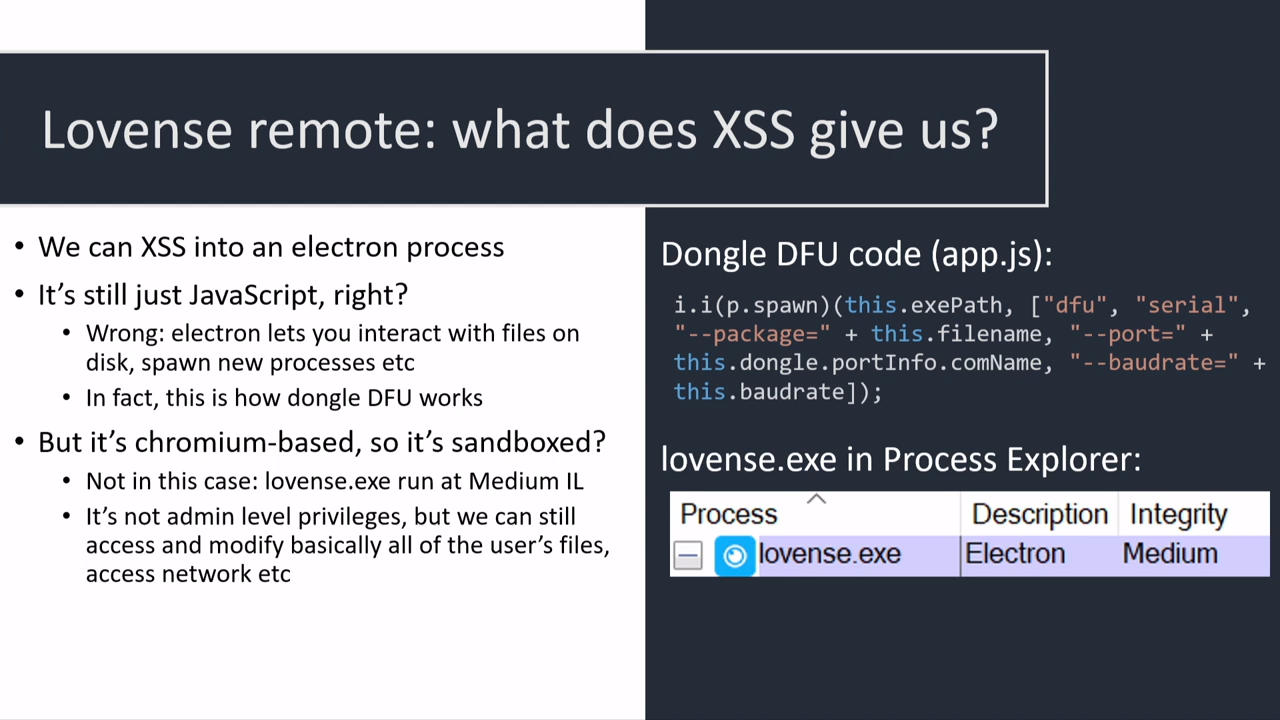 Lovense remote: what does XSS give us?
• We can XSS into an electron process
• It’s still just JavaScript, right?
• Wrong: electron lets you interact with files on
disk, spawn new processes etc
• In fact, this is how dongle DFU works
• But it’s chromium-based, so it’s sandboxed?
• Not in this case: lovense.exe run at Medium IL
• It’s not admin level privileges, but we can still
access and modify basically all of the user’s files,
access network etc
Dongle DFU code (app.js):
i.i(p.spawn)(this.exePath, ["dfu", "serial",
"--package=" + this.filename, "--port=" +
this.dongle.portInfo.comName, "--baudrate=" +
this.baudrate]);
lovense.exe in Process Explorer:
Process Description Integrity
lovense.exe Electron Medium